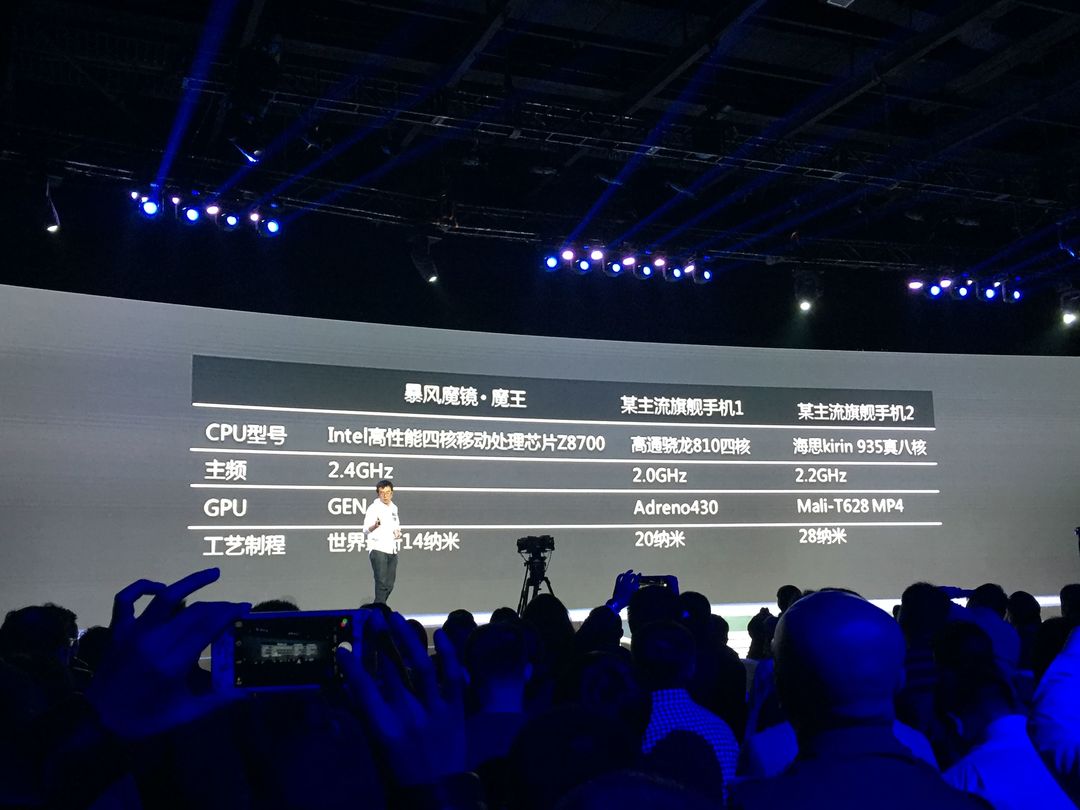 暴风魔镜·魔王 某主流旗舰手机1 某主流旗舰手机2
CPU型号 Intel高性能四核移动处理芯片Z8700 高通骁龙810四核 海思kirin 935真八核
主频 2.4GHz 2.0GHz 2.2GHz
GPU GEN Adreno430 Mali-T628 MP4
工艺制程 世界 14纳米 20纳米 28纳米